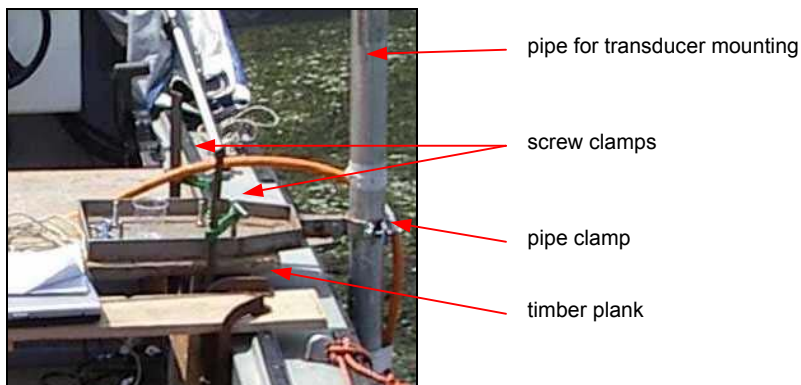 pipe for transducer mounting
screw clamps
pipe clamp
timber plank